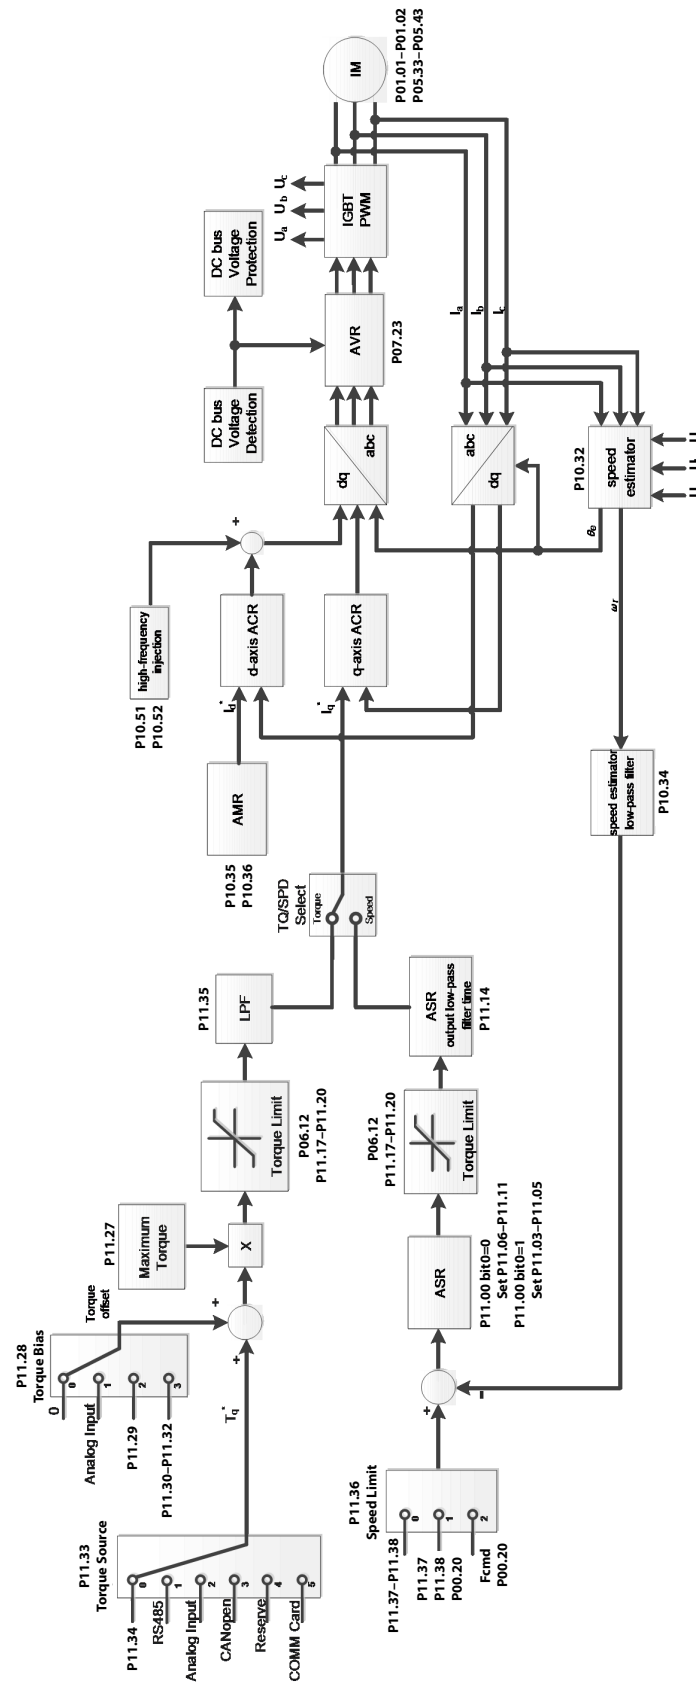 P11.33
Torque Source
P11.34
RS485
Analog Input
CANopen
Reserve
COMM Card
0
1
2
3
4
5
P11.28
Torque Bias
0
Analog Input
P11.29
P11.30~P11.32
0
1
2
3
Torque
offset
Tq*
+
+
P11.27
Maximum
Torque
X
Torque Limit
P06.12
P11.17~P11.20
P11.35
LPF
TQ/SPD
Select
Torque
Speed
P11.36
Speed Limit
P11.37~P11.38
P11.37
P11.38
P00.20
Fcmd
P00.20
0
1
2
+
−
ASR
P11.00 bit0=0
Set P11.06~P11.11
P11.00 bit0=1
Set P11.03~P11.05
P06.12
P11.17~P11.20
Torque Limit
ASR
output low-pass
filter time
P11.14
AMR
P10.35
P10.36
Id*
Iq*
P10.51
P10.52
high-frequency
injection
d-axis ACR
q-axis ACR
+
dq
abc
abc
dq
DC bus
Voltage
Detection
DC bus
Voltage
Protection
AVR
P07.23
IGBT
PWM
Ua
Ub
Uc
IM
P01.01~P01.02
P05.33~P05.43
Ia
Ib
Ic
P10.32
speed
estimator
θe
ωr
speed estimator
low-pass filter
P10.34